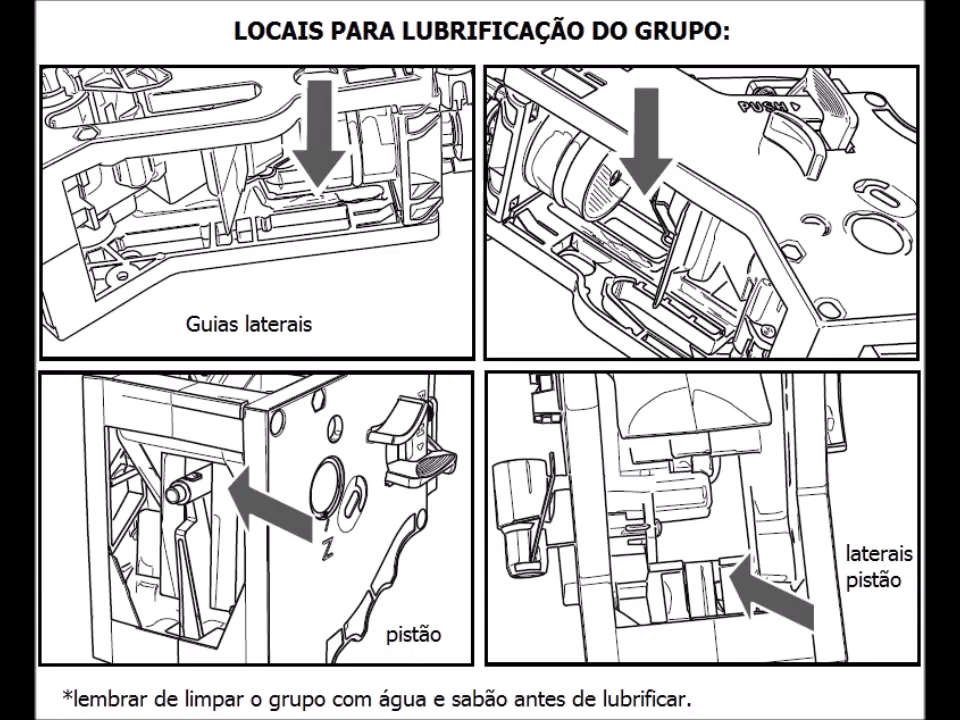 LOCAIS PARA LUBRIFICAÇÃO DO GRUPO:
PUSH
Guias laterais
N
pistão
laterais
pistão
*lembrar de limpar o grupo com água e sabão antes de lubrificar.